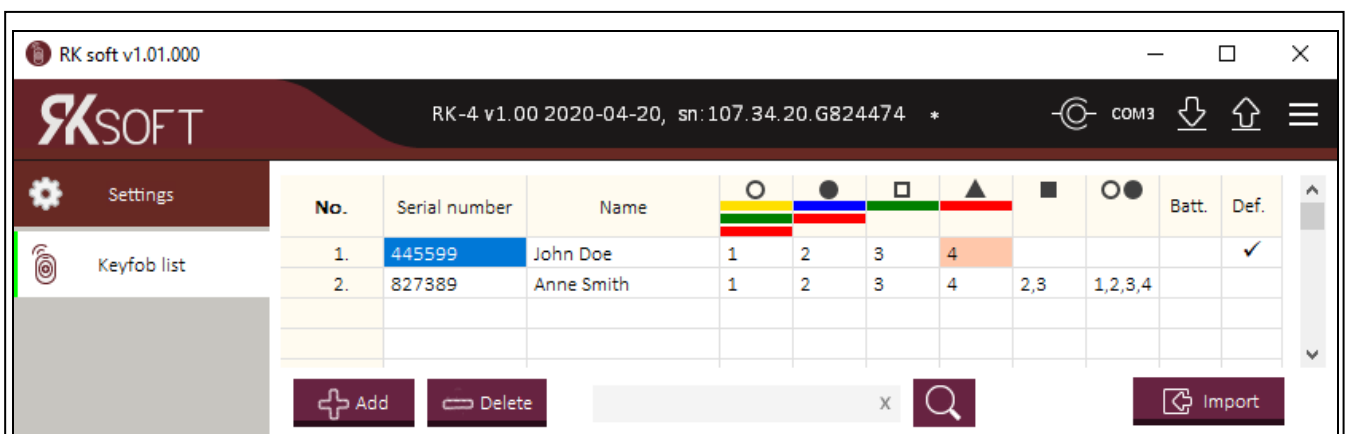 RK soft v1.01.000
RKSOFT RK-4 v1.00 2020-04-20, sn:107.34.20.G824474 * COM3
Settings
Keyfob list
No. Serial number Name Batt. Def.
1. 445599 John Doe 1 2 3 4 ✓
2. 827389 Anne Smith 1 2 3 4 2,3 1,2,3,4
Add Delete X Import